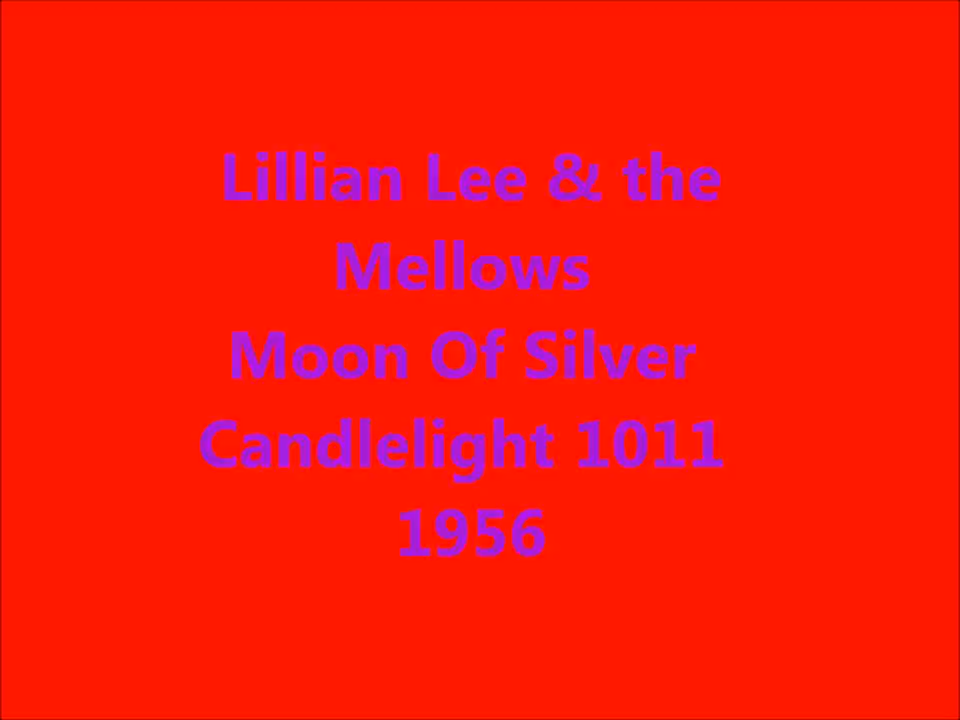 Lillian Lee & the
Mellows
Moon Of Silver
Candlelight 1011
1956